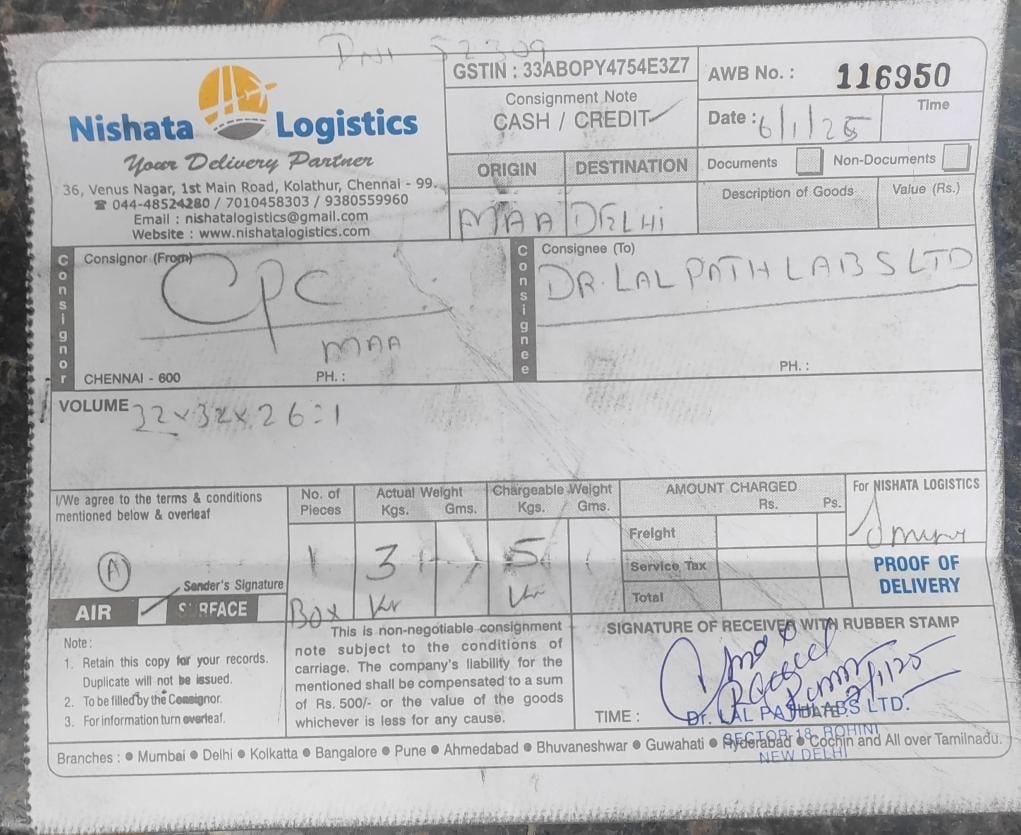 DNI 52309
Nishata Logistics
Your Delivery Partner
36, Venus Nagar, 1st Main Road, Kolathur, Chennai - 99.
☎ 044-48524280 / 7010458303 / 9380559960
Email : nishatalogistics@gmail.com
Website : www.nishatalogistics.com
GSTIN : 33ABOPY4754E3Z7
Consignment Note
CASH / CREDIT ✓
ORIGIN DESTINATION
MAA DELHI
AWB No. : 116950
Date : 6/1/25 Time
Documents Non-Documents
Description of Goods Value (Rs.)
Consignor
Consignor (From)
CPC
MAA
CHENNAI - 600 PH. :
Consignee
Consignee (To)
DR. LAL PATH LABS LTD
PH. :
VOLUME 32x32x26=1
I/We agree to the terms & conditions
mentioned below & overleaf
A
Sender's Signature
AIR ✓ SURFACE
No. of
Pieces
1
Box
Actual Weight
Kgs. Gms.
3
Chargeable Weight
Kgs. Gms.
5
AMOUNT CHARGED
Rs. Ps.
Freight
Service Tax
Total
For NISHATA LOGISTICS
PROOF OF
DELIVERY
Note :
1. Retain this copy for your records.
Duplicate will not be issued.
2. To be filled by the Consignor.
3. For information turn overleaf.
This is non-negotiable consignment
note subject to the conditions of
carriage. The company's liability for the
mentioned shall be compensated to a sum
of Rs. 500/- or the value of the goods
whichever is less for any cause.
SIGNATURE OF RECEIVER WITH RUBBER STAMP
TIME : DATE :
Dr. LAL PATH LABS LTD.
SECTOR 18, ROHINI
NEW DELHI
Branches : ● Mumbai ● Delhi ● Kolkatta ● Bangalore ● Pune ● Ahmedabad ● Bhuvaneshwar ● Guwahati ● Hyderabad ● Cochin and All over Tamilnadu.